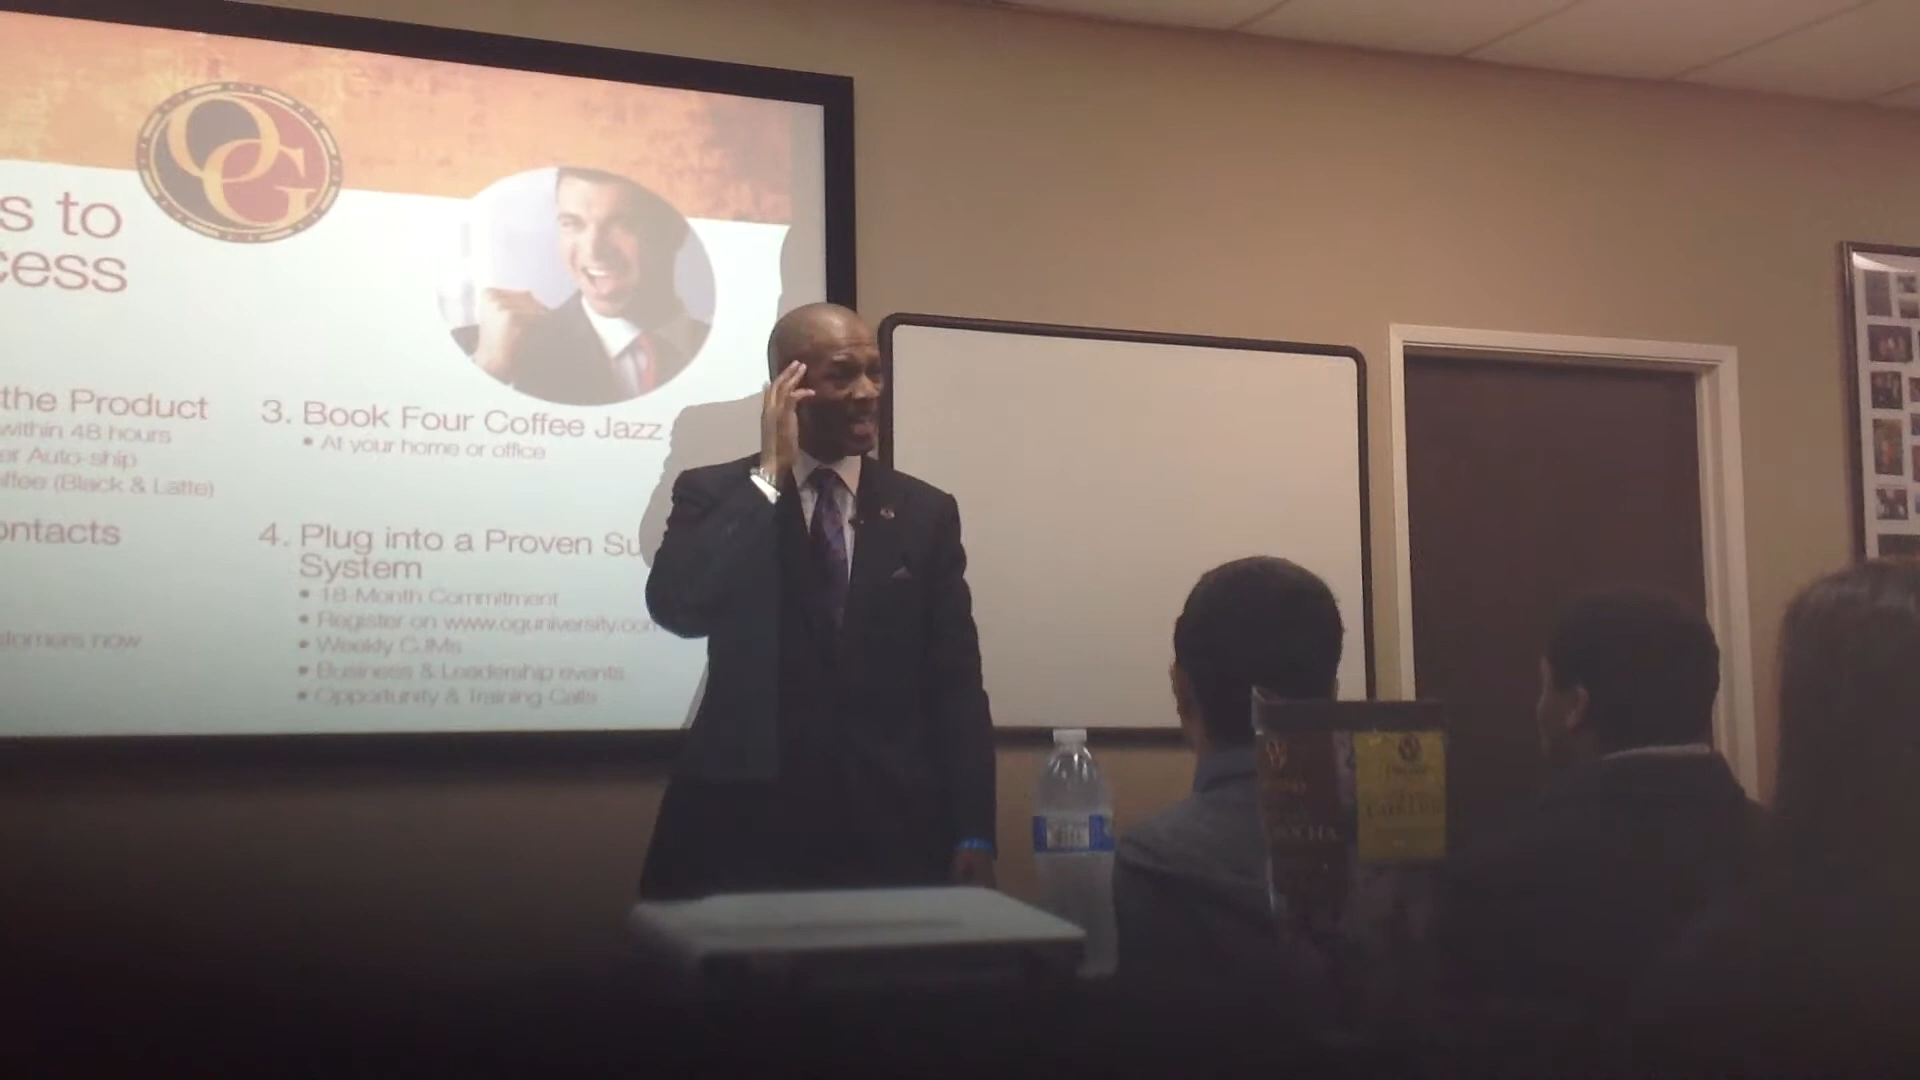 OG
s to
cess
the Product
within 48 hours
er Auto-ship
ffee (Black & Latte)
ontacts
stomers now
3. Book Four Coffee Jazz
• At your home or office
4. Plug into a Proven Su
System
• 18-Month Commitment
• Register on www.oguniversity.com
• Weekly CJMs
• Business & Leadership events
• Opportunity & Training Calls